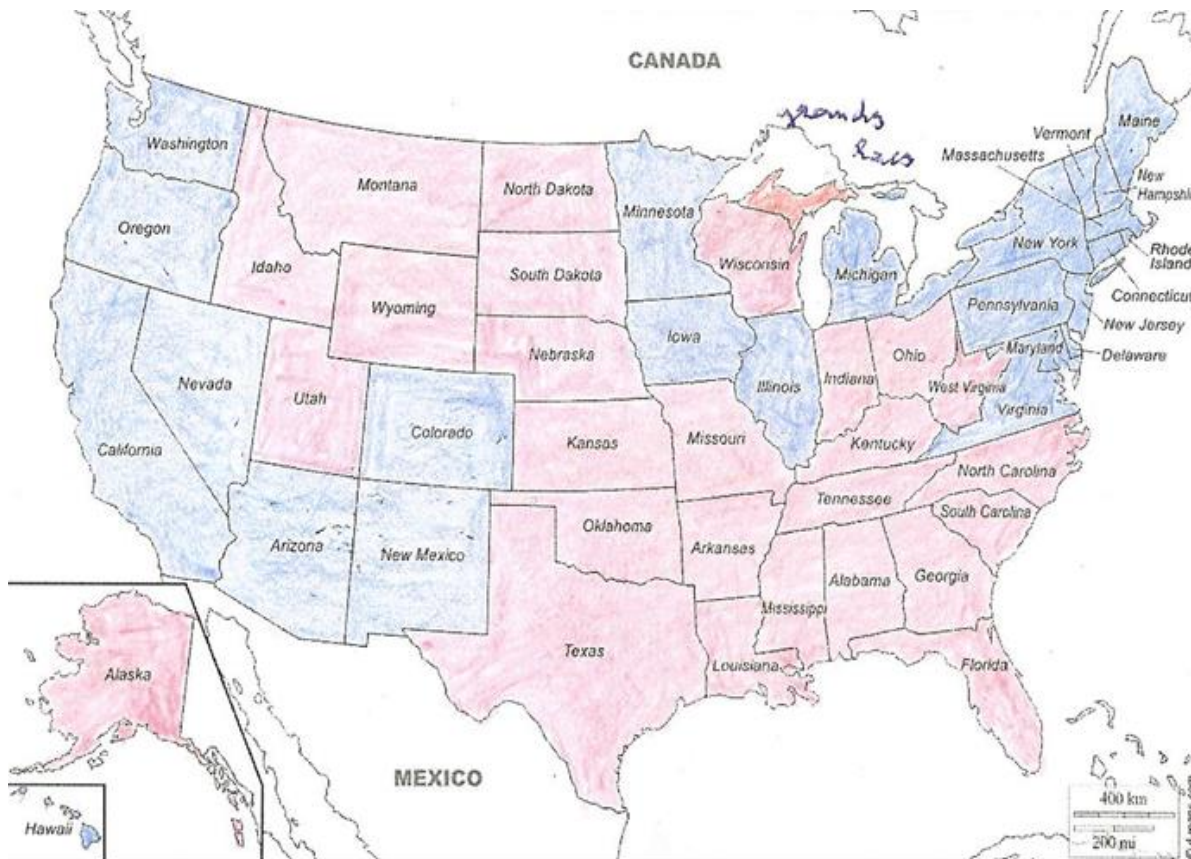 CANADA
grands
lacs
Washington
Montana
North Dakota
Minnesota
Vermont
Maine
Massachusetts
New
Hampshi
Oregon
Idaho
South Dakota
Wisconsin
Michigan
New York
Rhode
Island
Wyoming
Connecticut
Pennsylvania
New Jersey
Nebraska
Iowa
Nevada
Utah
Colorado
Illinois
Indiana
Ohio
Maryland
Delaware
West Virginia
Virginia
California
Kansas
Missouri
Kentucky
North Carolina
Tennessee
South Carolina
Arizona
New Mexico
Oklahoma
Arkansas
Mississippi
Alabama
Georgia
Texas
Louisiana
Florida
Alaska
MEXICO
Hawaii
400 km
200 mi